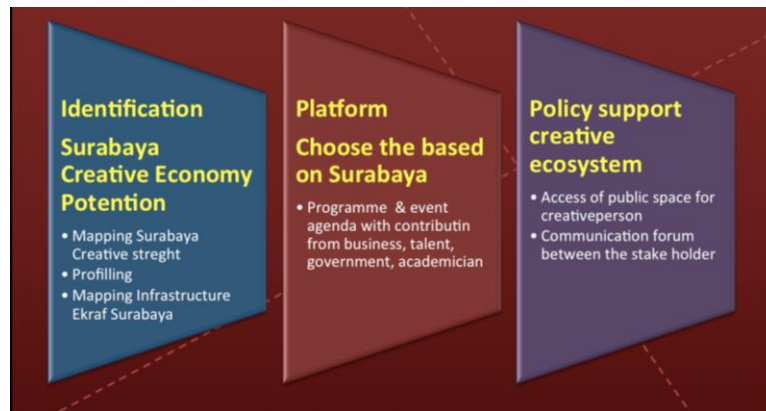 Identification
Surabaya
Creative Economy
Potention
• Mapping Surabaya
Creative streght
• Profilling
• Mapping Infrastructure
Ekraf Surabaya
Platform
Choose the based
on Surabaya
• Programme & event
agenda with contributin
from business, talent,
government, academician
Policy support
creative
ecosystem
• Access of public space for
creativeperson
• Communication forum
between the stake holder